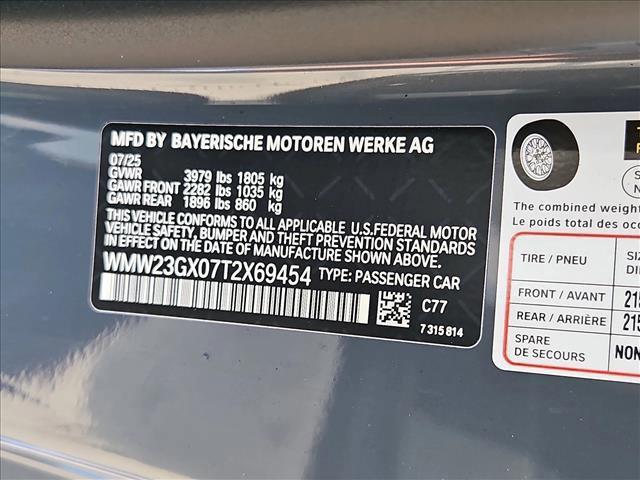 MFD BY BAYERISCHE MOTOREN WERKE AG
07/25
GVWR 3979 lbs 1805 kg
GAWR FRONT 2282 lbs 1035 kg
GAWR REAR 1896 lbs 860 kg
THIS VEHICLE CONFORMS TO ALL APPLICABLE U.S.FEDERAL MOTOR
VEHICLE SAFETY, BUMPER AND THEFT PREVENTION STANDARDS
IN EFFECT ON THE DATE OF MANUFACTURE SHOWN ABOVE.
WMW23GX07T2X69454 TYPE: PASSENGER CAR
C77
7 315 814
The combined weight
Le poids total des occ
TIRE / PNEU
FRONT / AVANT
REAR / ARRIÈRE
SPARE
DE SECOURS